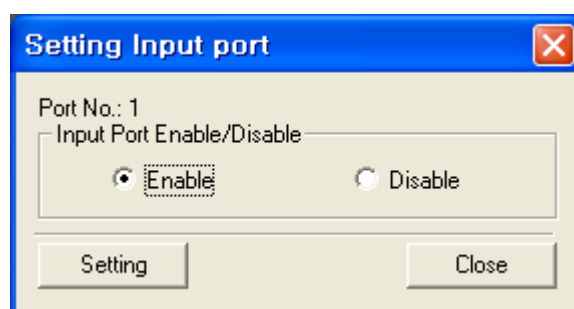 Setting Input port
Port No.: 1
Input Port Enable/Disable
Enable Disable
Setting Close